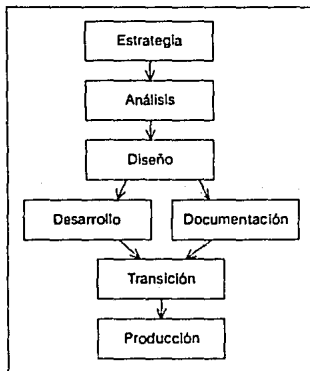 Estrategia
Análisis
Diseño
Desarrollo
Documentación
Transición
Producción